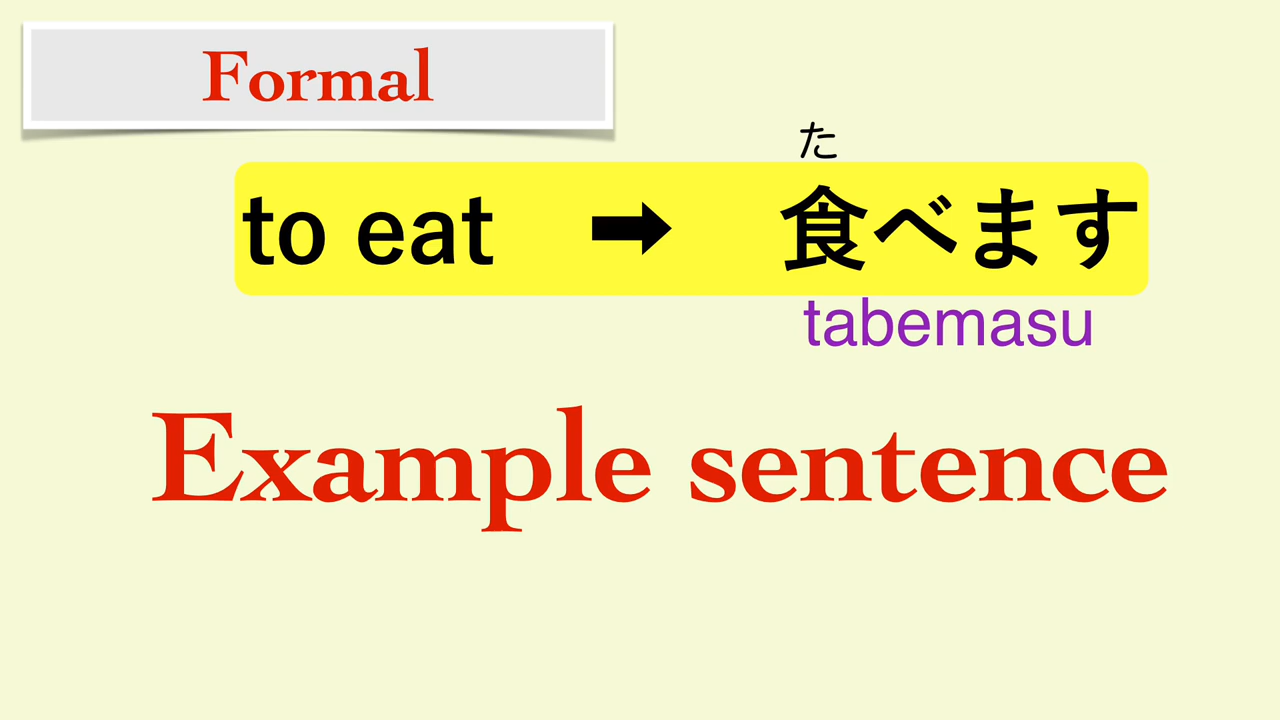 Formal
た
to eat ➡ 食べます
tabemasu
Example sentence